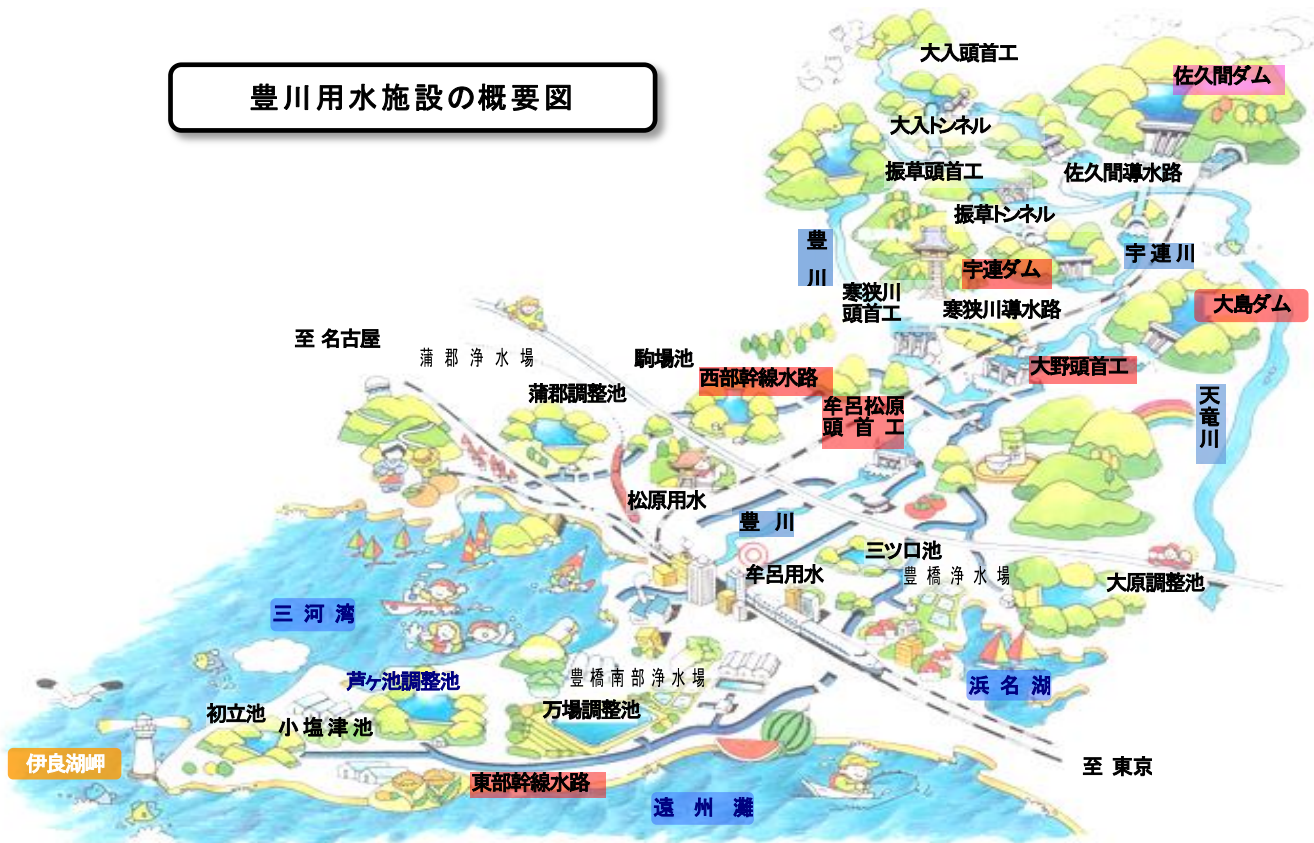 豊川用水施設の概要図
大入頭首工
佐久間ダム
大入トンネル
振草頭首工
佐久間導水路
振草トンネル
豊
川
宇連川
宇連ダム
寒狭川
頭首工
寒狭川導水路
大島ダム
至 名古屋
蒲郡浄水場
駒場池
西部幹線水路
大野頭首工
蒲郡調整池
牟呂松原
頭首工
天
竜
川
松原用水
豊川
三ツ口池
牟呂用水
豊橋浄水場
大原調整池
三河湾
芦ヶ池調整池
豊橋南部浄水場
浜名湖
初立池
小塩津池
万場調整池
伊良湖岬
東部幹線水路
至 東京
遠州灘